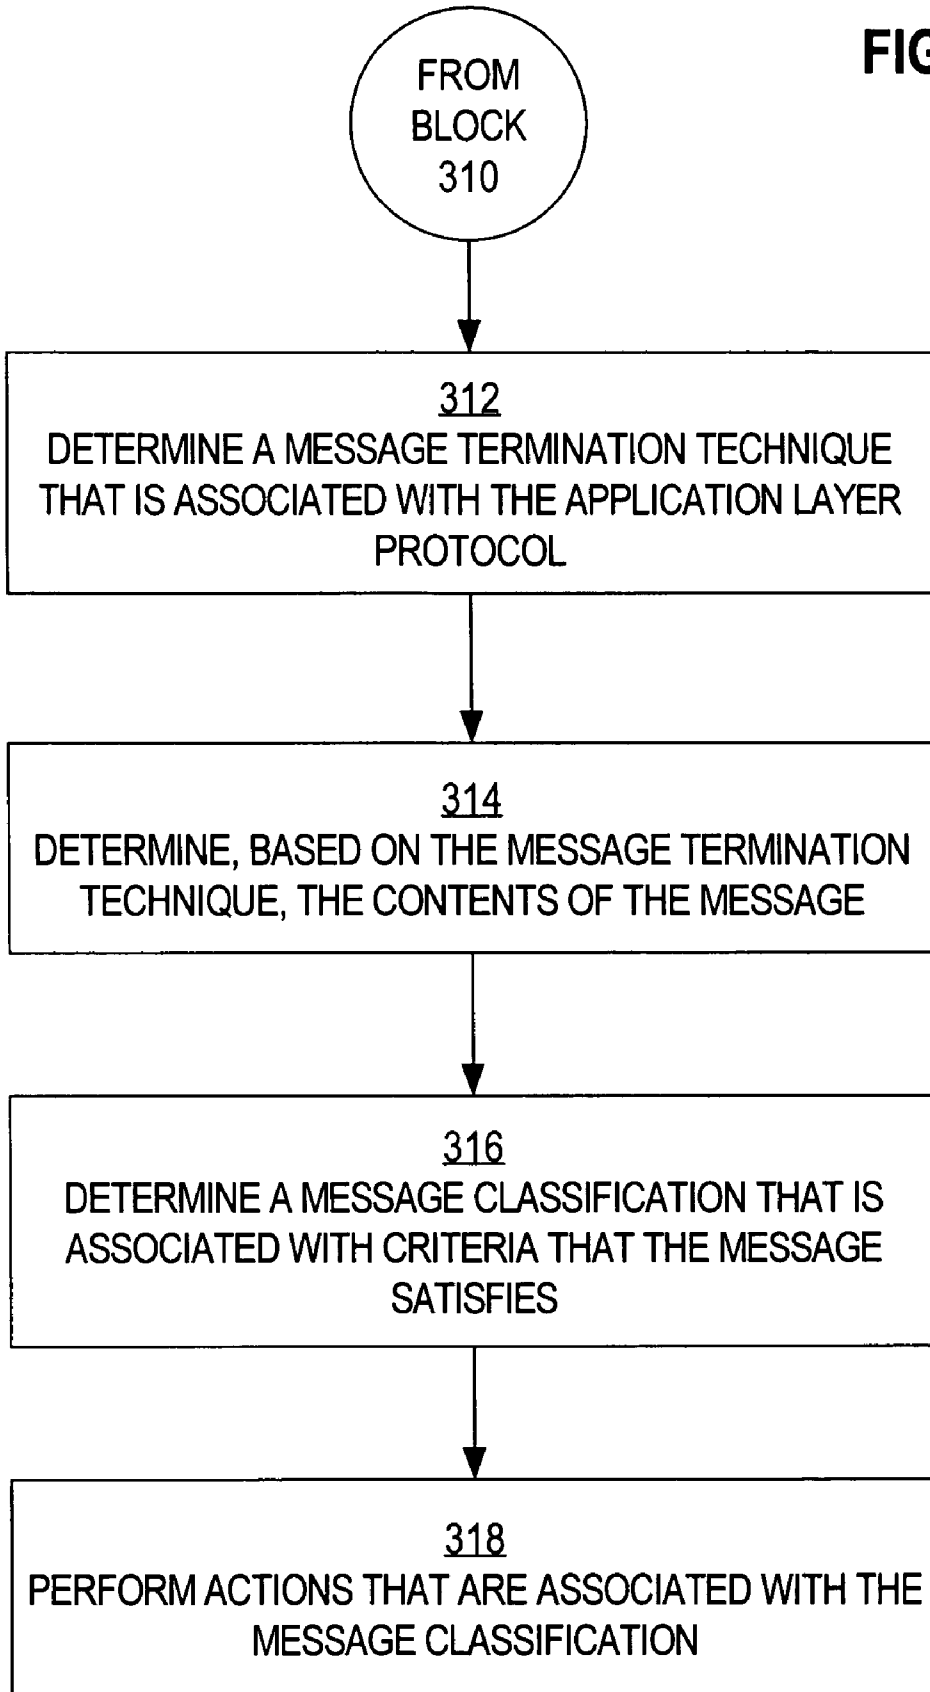 FIG
FROM
BLOCK
310
312
DETERMINE A MESSAGE TERMINATION TECHNIQUE
THAT IS ASSOCIATED WITH THE APPLICATION LAYER
PROTOCOL
314
DETERMINE, BASED ON THE MESSAGE TERMINATION
TECHNIQUE, THE CONTENTS OF THE MESSAGE
316
DETERMINE A MESSAGE CLASSIFICATION THAT IS
ASSOCIATED WITH CRITERIA THAT THE MESSAGE
SATISFIES
318
PERFORM ACTIONS THAT ARE ASSOCIATED WITH THE
MESSAGE CLASSIFICATION